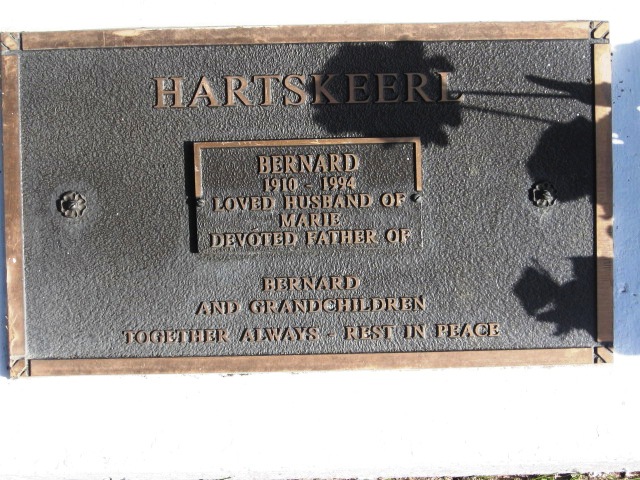 HARTSKEERL
BERNARD
1910 - 1994
LOVED HUSBAND OF
MARIE
DEVOTED FATHER OF
BERNARD
AND GRANDCHILDREN
TOGETHER ALWAYS - REST IN PEACE